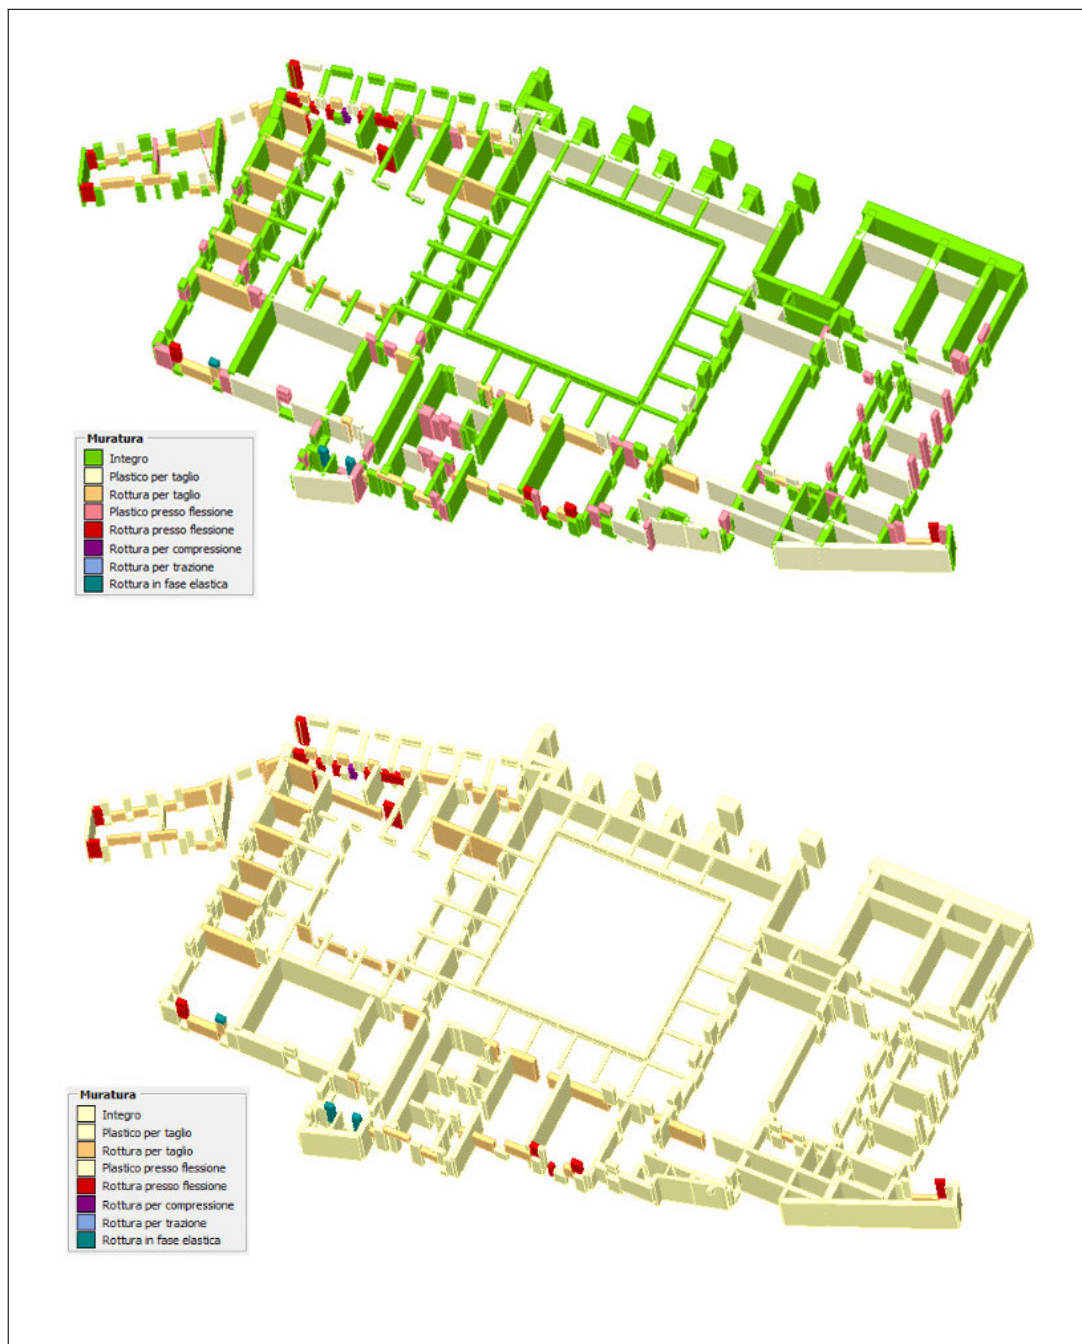 Muratura
Integro
Plastico per taglio
Rottura per taglio
Plastico presso flessione
Rottura presso flessione
Rottura per compressione
Rottura per trazione
Rottura in fase elastica
Muratura
Integro
Plastico per taglio
Rottura per taglio
Plastico presso flessione
Rottura presso flessione
Rottura per compressione
Rottura per trazione
Rottura in fase elastica